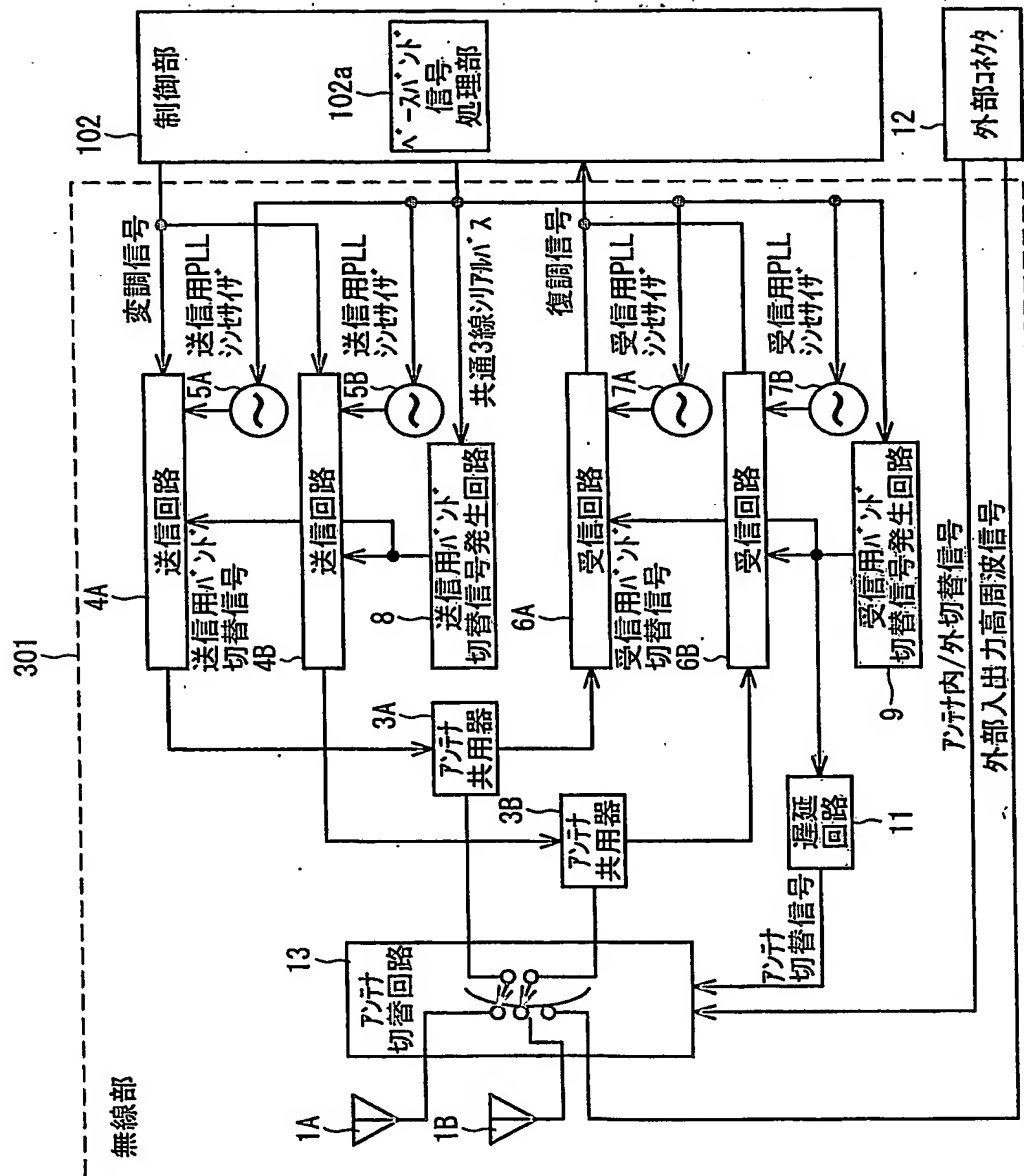 301
無線部
102
制御部
102a
ベースバンド
信号
処理部
12
外部コネクタ
変調信号
4A
送信回路
5A
送信用PLL
シンセサイザ
送信用バンド
切替信号
4B
送信回路
5B
送信用PLL
シンセサイザ
共通3線シリアルバス
8
送信用バンド
切替信号発生回路
復調信号
6A
受信回路
7A
受信用PLL
シンセサイザ
受信用バンド
切替信号
6B
受信回路
7B
受信用PLL
シンセサイザ
9
受信用バンド
切替信号発生回路
3A
アンテナ
共用器
3B
アンテナ
共用器
遅延
回路
11
アンテナ
切替信号
13
アンテナ
切替回路
1A
1B
アンテナ内/外切替信号
外部入出力高周波信号